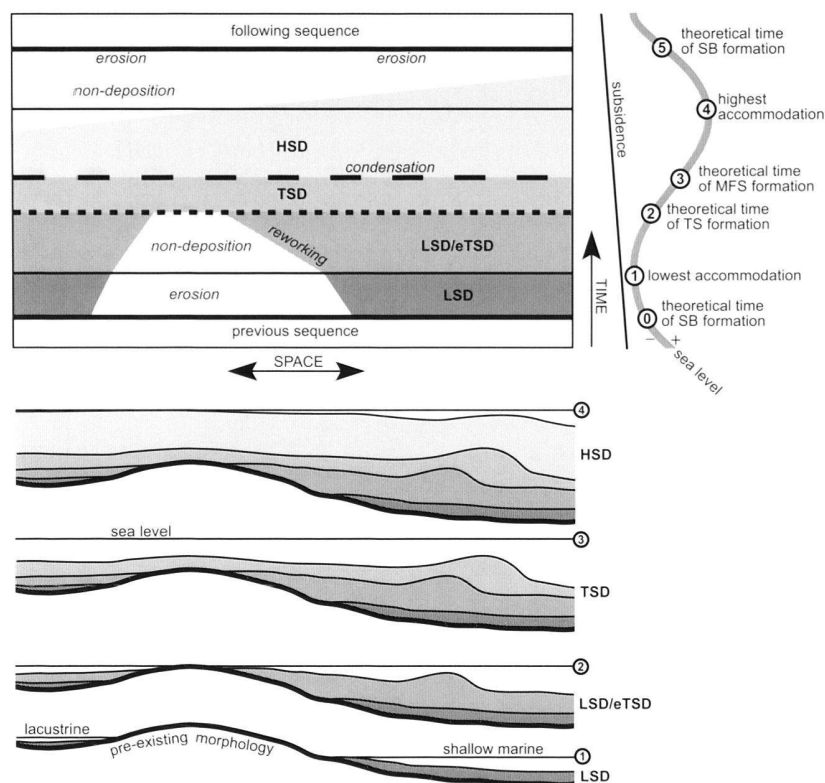 following sequence
erosion
erosion
non-deposition
HSD
condensation
TSD
non-deposition
reworking
LSD/eTSD
erosion
LSD
previous sequence
SPACE
TIME
subsidence
5 theoretical time
of SB formation
4 highest
accommodation
3 theoretical time
of MFS formation
2 theoretical time
of TS formation
1 lowest accommodation
0 theoretical time
of SB formation
− +
sea level
4
HSD
sea level
3
TSD
2
LSD/eTSD
lacustrine
pre-existing morphology
shallow marine
1
LSD